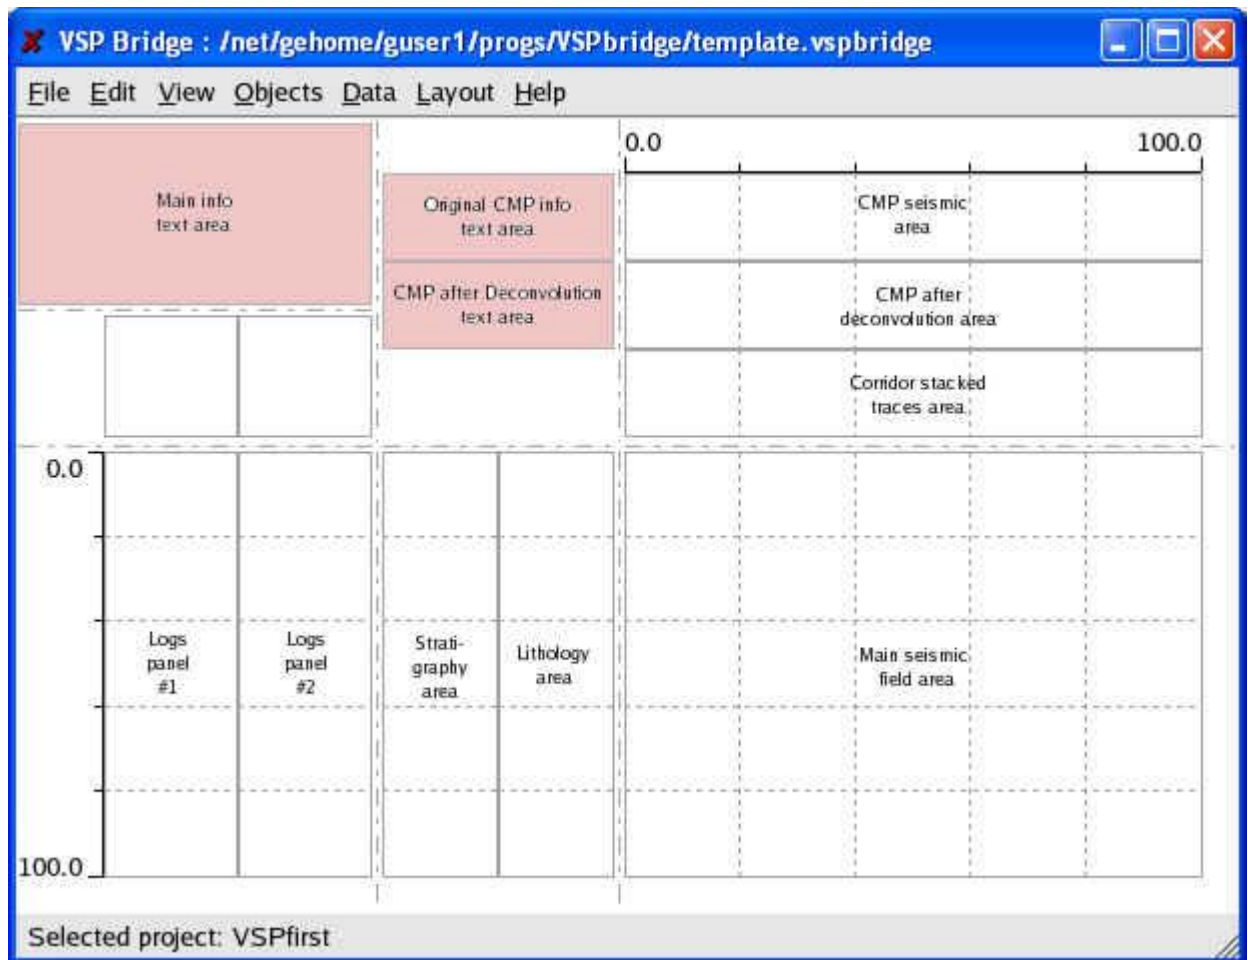 VSP Bridge : /net/gehome/guser1/progs/VSPbridge/template.vspbridge
File Edit View Objects Data Layout Help
0.0 100.0
Main info
text area
Original CMP info
text area
CMP seismic
area
CMP after Deconvolution
text area
CMP after
deconvolution area
Corridor stacked
traces area
0.0
Logs
panel
#1
Logs
panel
#2
Strati-
graphy
area
Lithology
area
Main seismic
field area
100.0
Selected project: VSPfirst